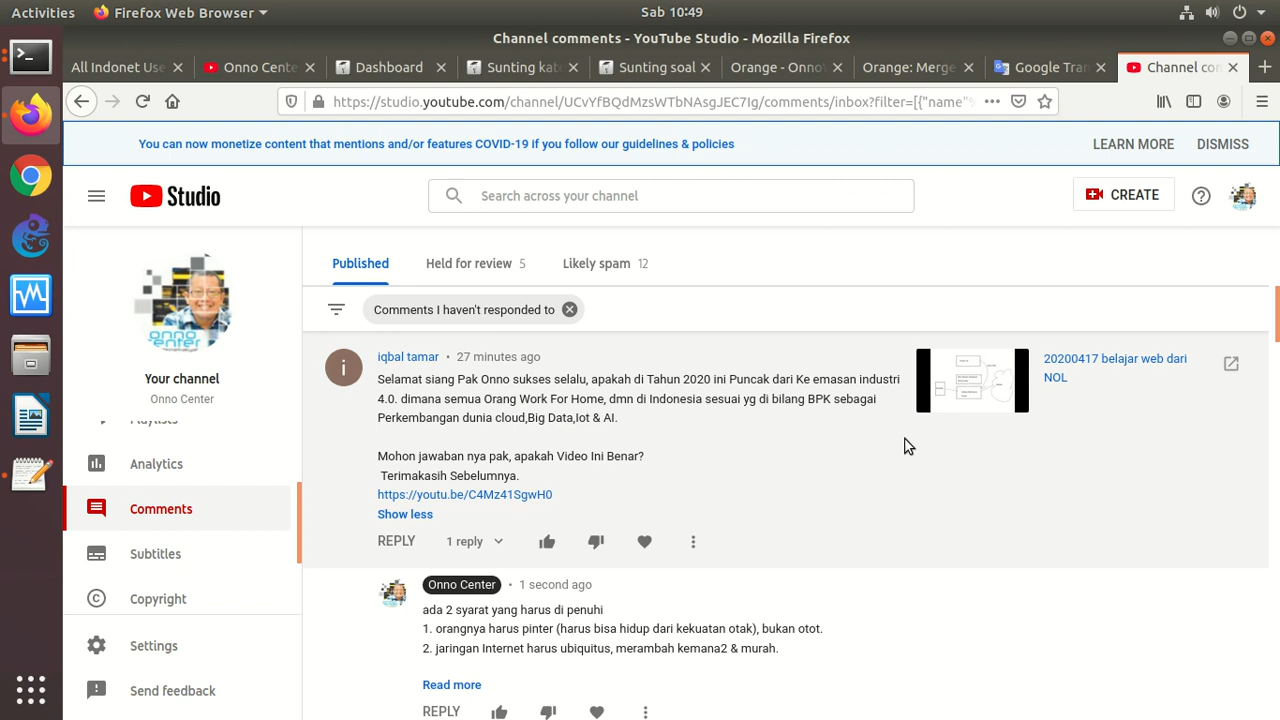 Activities
Firefox Web Browser
Sab 10:49
Channel comments - YouTube Studio - Mozilla Firefox
All Indonet Use
Onno Cente
Dashboard
Sunting kat
Sunting soal
Orange - Onno
Orange: Merge
Google Tran
Channel con
https://studio.youtube.com/channel/UCvYfBQdMzsWTbNAsgJEC7Ig/comments/inbox?filter=[{"name"
You can now monetize content that mentions and/or features COVID-19 if you follow our guidelines & policies
LEARN MORE
DISMISS
Studio
Search across your channel
CREATE
onno
enter
Your channel
Onno Center
Playlists
Analytics
Comments
Subtitles
Copyright
Settings
Send feedback
Published
Held for review 5
Likely spam 12
Comments I haven't responded to
i
iqbal tamar • 27 minutes ago
Selamat siang Pak Onno sukses selalu, apakah di Tahun 2020 ini Puncak dari Ke emasan industri
4.0. dimana semua Orang Work For Home, dmn di Indonesia sesuai yg di bilang BPK sebagai
Perkembangan dunia cloud,Big Data,Iot & AI.
Mohon jawaban nya pak, apakah Video Ini Benar?
Terimakasih Sebelumnya.
https://youtu.be/C4Mz41SgwH0
Show less
REPLY
1 reply
20200417 belajar web dari
NOL
Onno Center • 1 second ago
ada 2 syarat yang harus di penuhi
1. orangnya harus pinter (harus bisa hidup dari kekuatan otak), bukan otot.
2. jaringan Internet harus ubiquitus, merambah kemana2 & murah.
Read more
REPLY